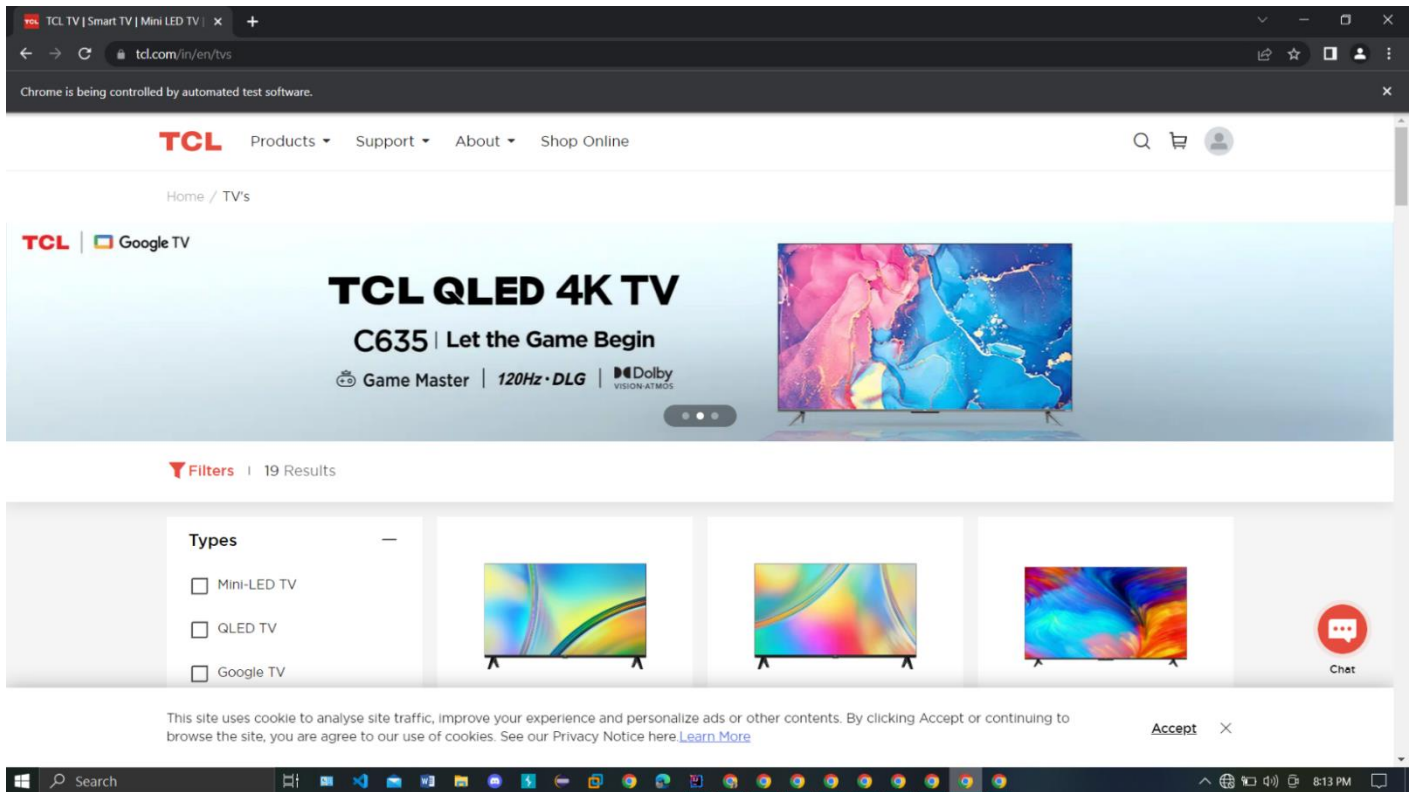 TCL TCL TV | Smart TV | Mini LED TV |
tcl.com/in/en/tvs
Chrome is being controlled by automated test software.
TCL Products Support About Shop Online
Home / TV's
TCL | Google TV
TCL QLED 4K TV
C635 | Let the Game Begin
Game Master | 120Hz·DLG | Dolby VISION·ATMOS
Filters | 19 Results
Types
Mini-LED TV
QLED TV
Google TV
Chat
This site uses cookie to analyse site traffic, improve your experience and personalize ads or other contents. By clicking Accept or continuing to
browse the site, you are agree to our use of cookies. See our Privacy Notice here.Learn More
Accept
Search
8:13 PM